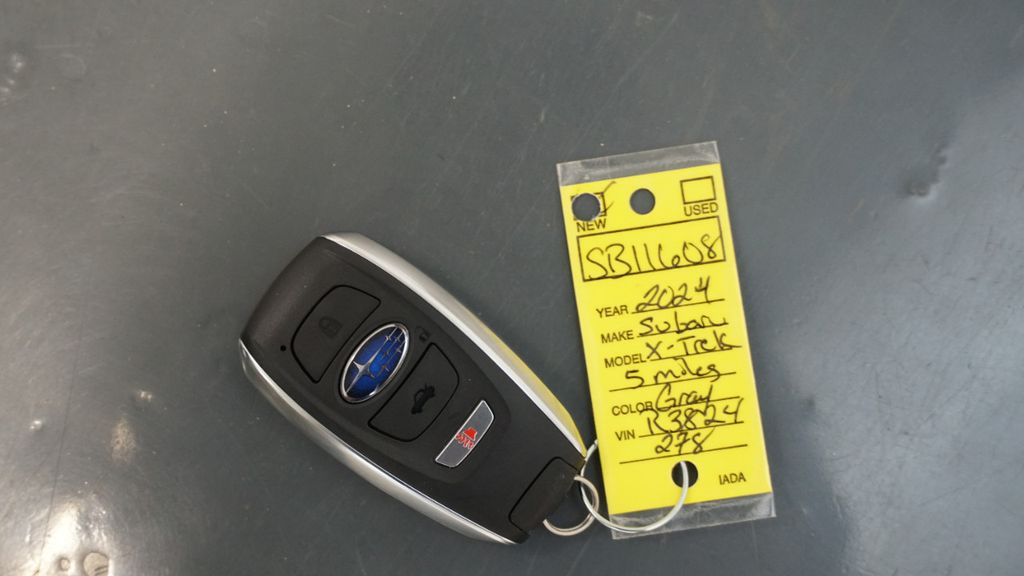 NEW USED
SB11608
YEAR 2024
MAKE Subaru
MODEL X-Trek
5 miles
COLOR Gray
VIN R3824
278
IADA